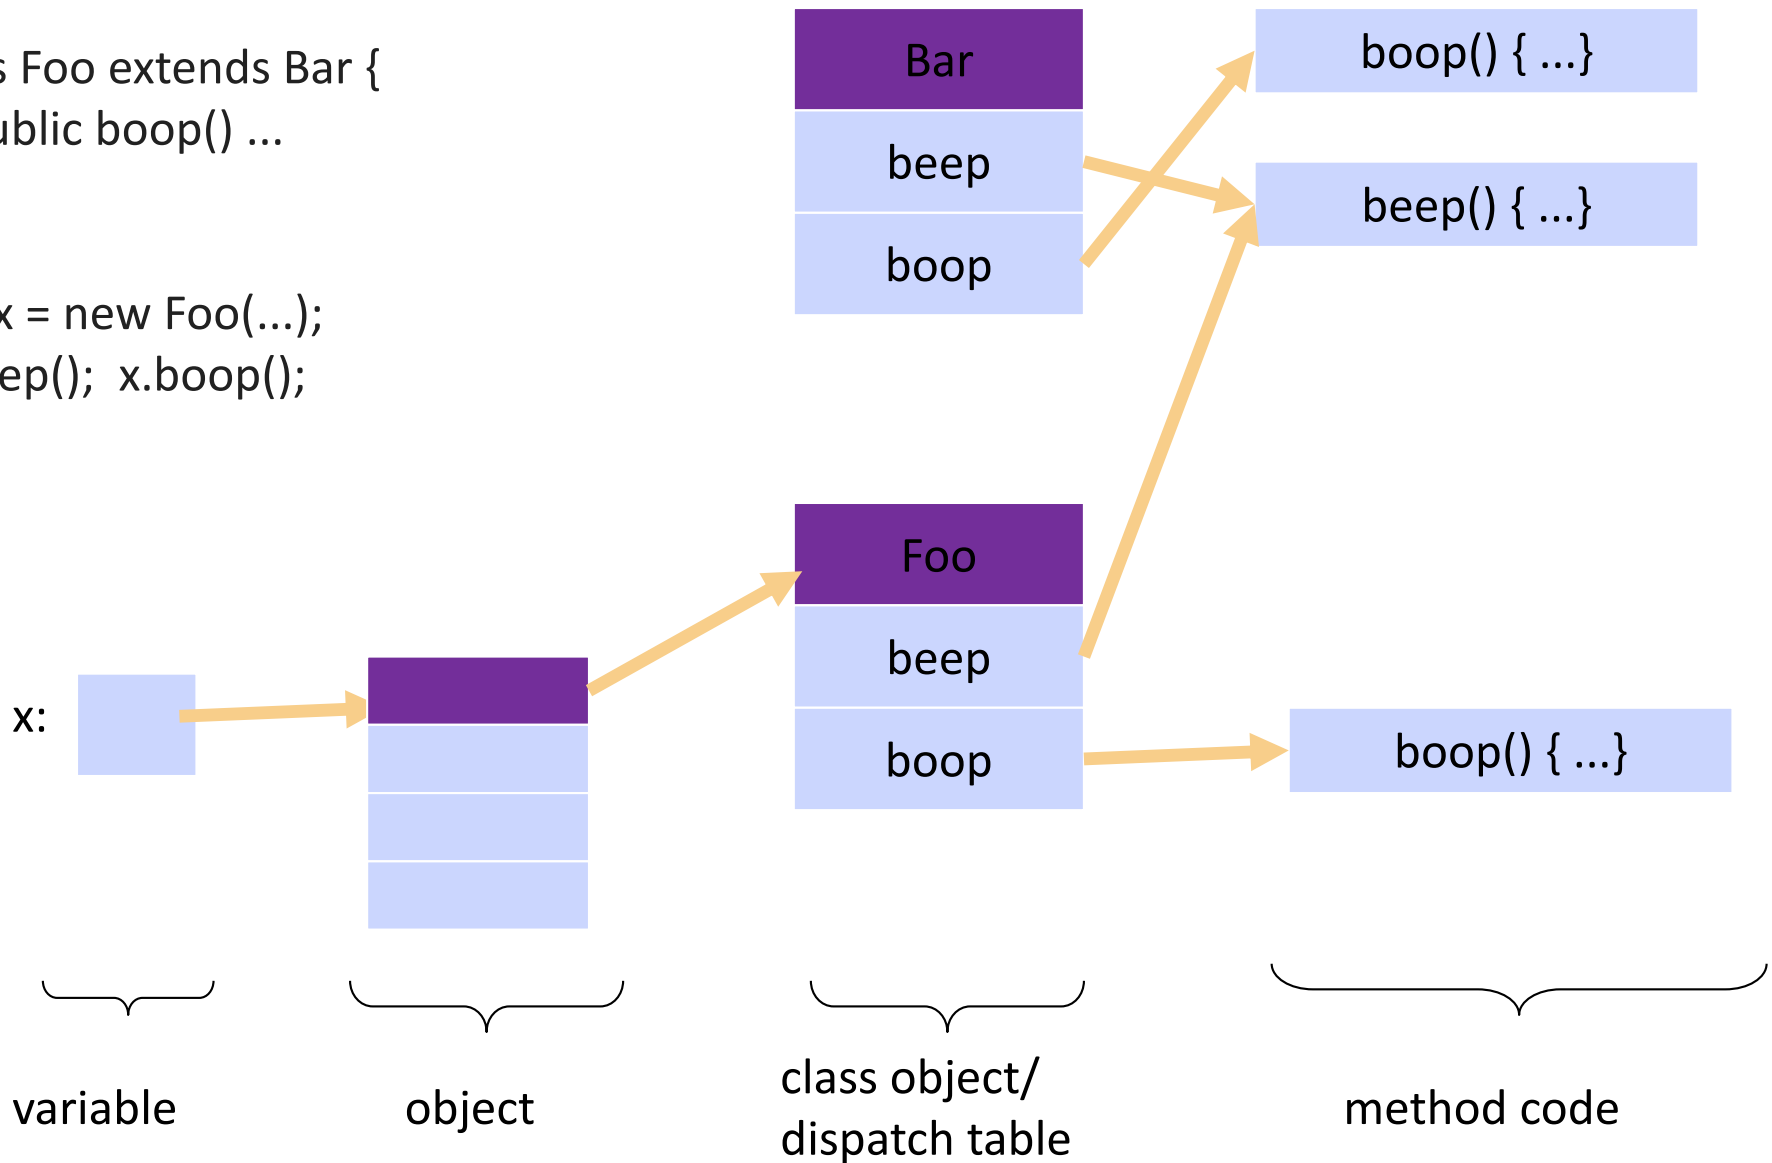 s Foo extends Bar {
ublic boop() ...
x = new Foo(...);
ep();  x.boop();
Bar
beep
boop
boop() { ...}
beep() { ...}
Foo
beep
boop
boop() { ...}
x:
variable
object
class object/
dispatch table
method code